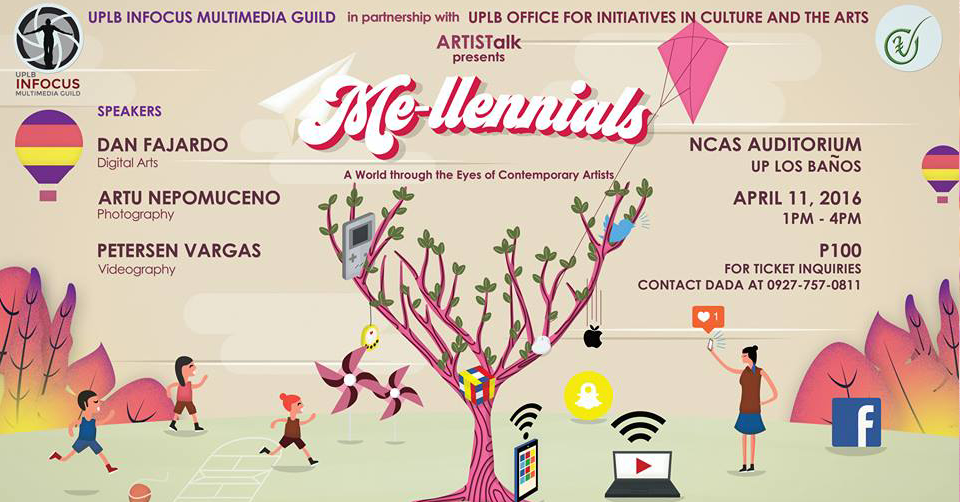 UPLB INFOCUS MULTIMEDIA GUILD in partnership with UPLB OFFICE FOR INITIATIVES IN CULTURE AND THE ARTS
ARTISTalk
presents
Me-llennials
A World through the Eyes of Contemporary Artists
UPLB
INFOCUS
MULTIMEDIA GUILD
SPEAKERS
DAN FAJARDO
Digital Arts
ARTU NEPOMUCENO
Photography
PETERSEN VARGAS
Videography
NCAS AUDITORIUM
UP LOS BAÑOS
APRIL 11, 2016
1PM - 4PM
P100
FOR TICKET INQUIRIES
CONTACT DADA AT 0927-757-0811
1
f